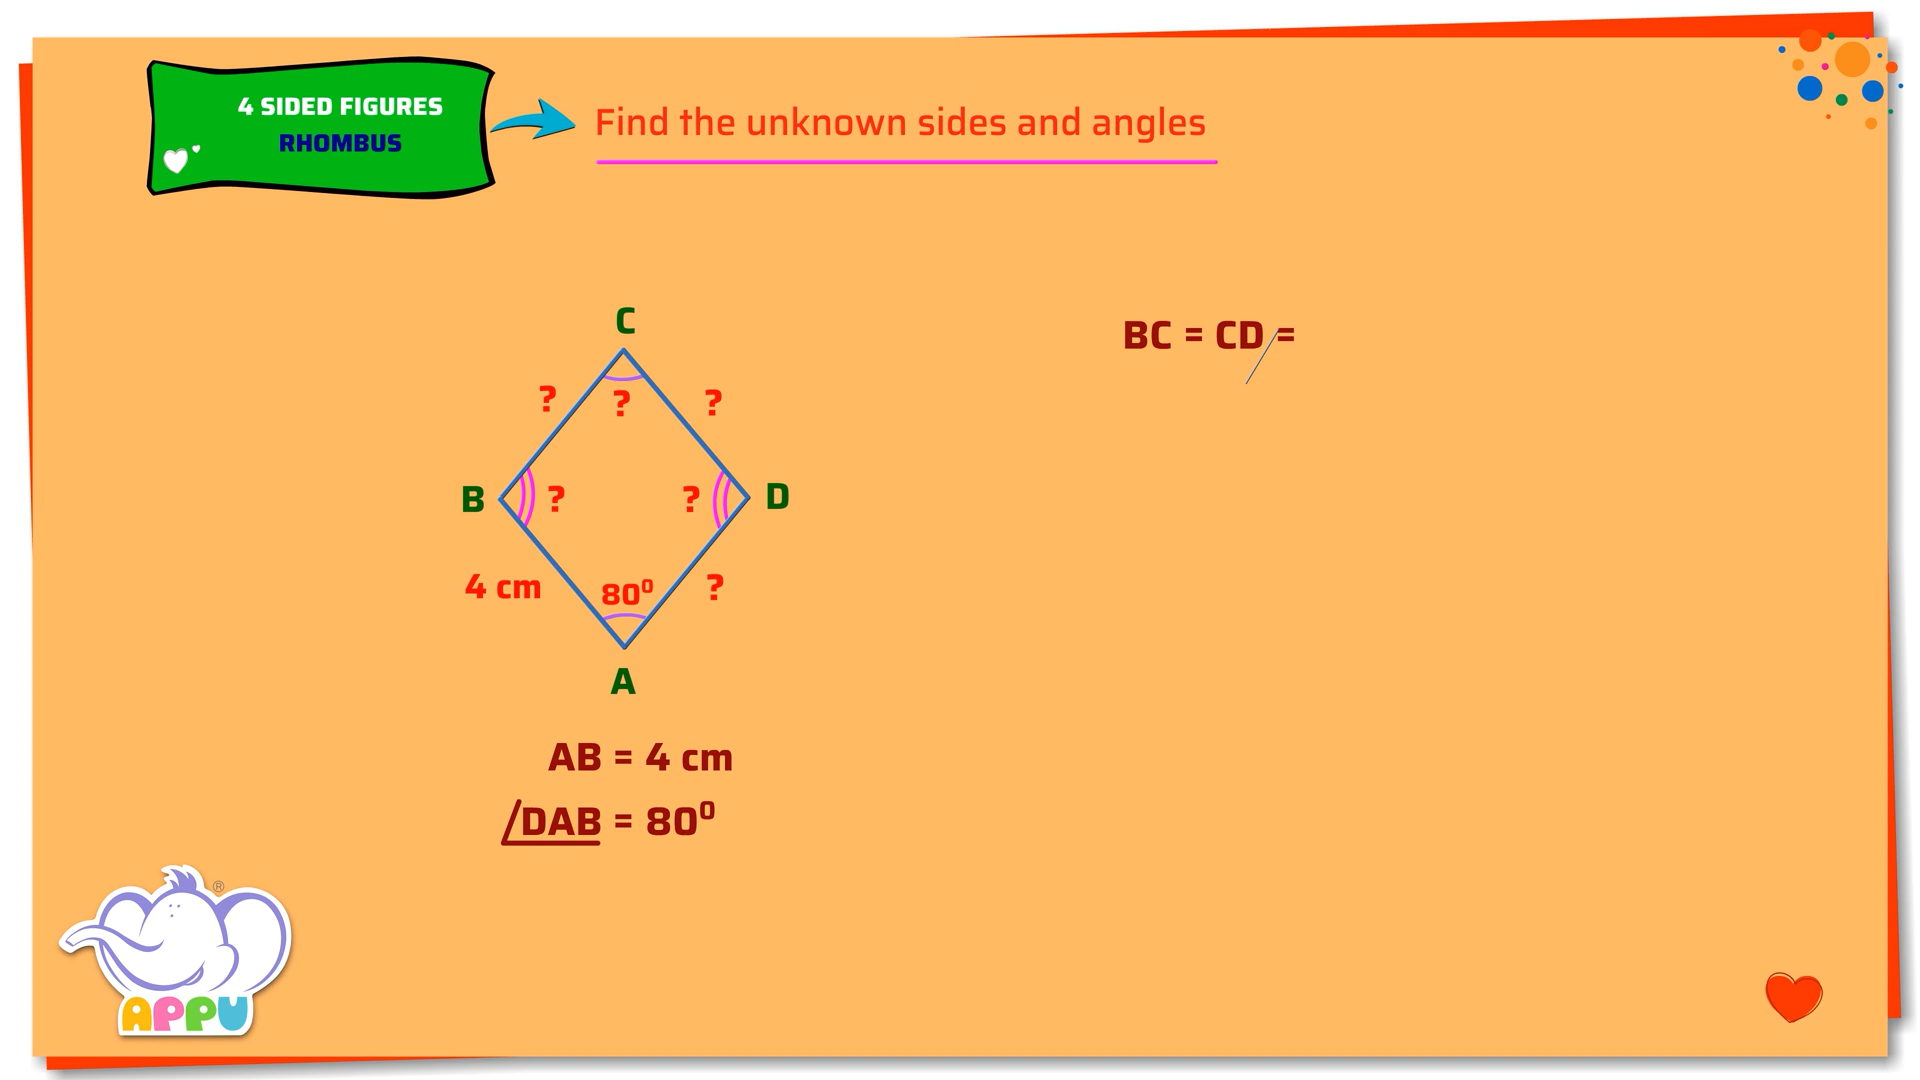 4 SIDED FIGURES
RHOMBUS
Find the unknown sides and angles
C
BC = CD =
? ? ?
B ? ? D
4 cm 80⁰ ?
A
AB = 4 cm
∠DAB = 80⁰
®
APPU